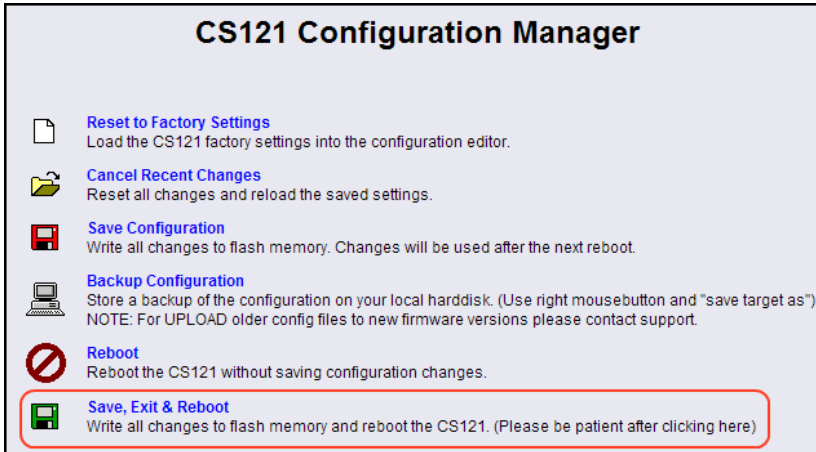 CS121 Configuration Manager
Reset to Factory Settings
Load the CS121 factory settings into the configuration editor.
Cancel Recent Changes
Reset all changes and reload the saved settings.
Save Configuration
Write all changes to flash memory. Changes will be used after the next reboot.
Backup Configuration
Store a backup of the configuration on your local harddisk. (Use right mousebutton and "save target as")
NOTE: For UPLOAD older config files to new firmware versions please contact support.
Reboot
Reboot the CS121 without saving configuration changes.
Save, Exit & Reboot
Write all changes to flash memory and reboot the CS121. (Please be patient after clicking here)